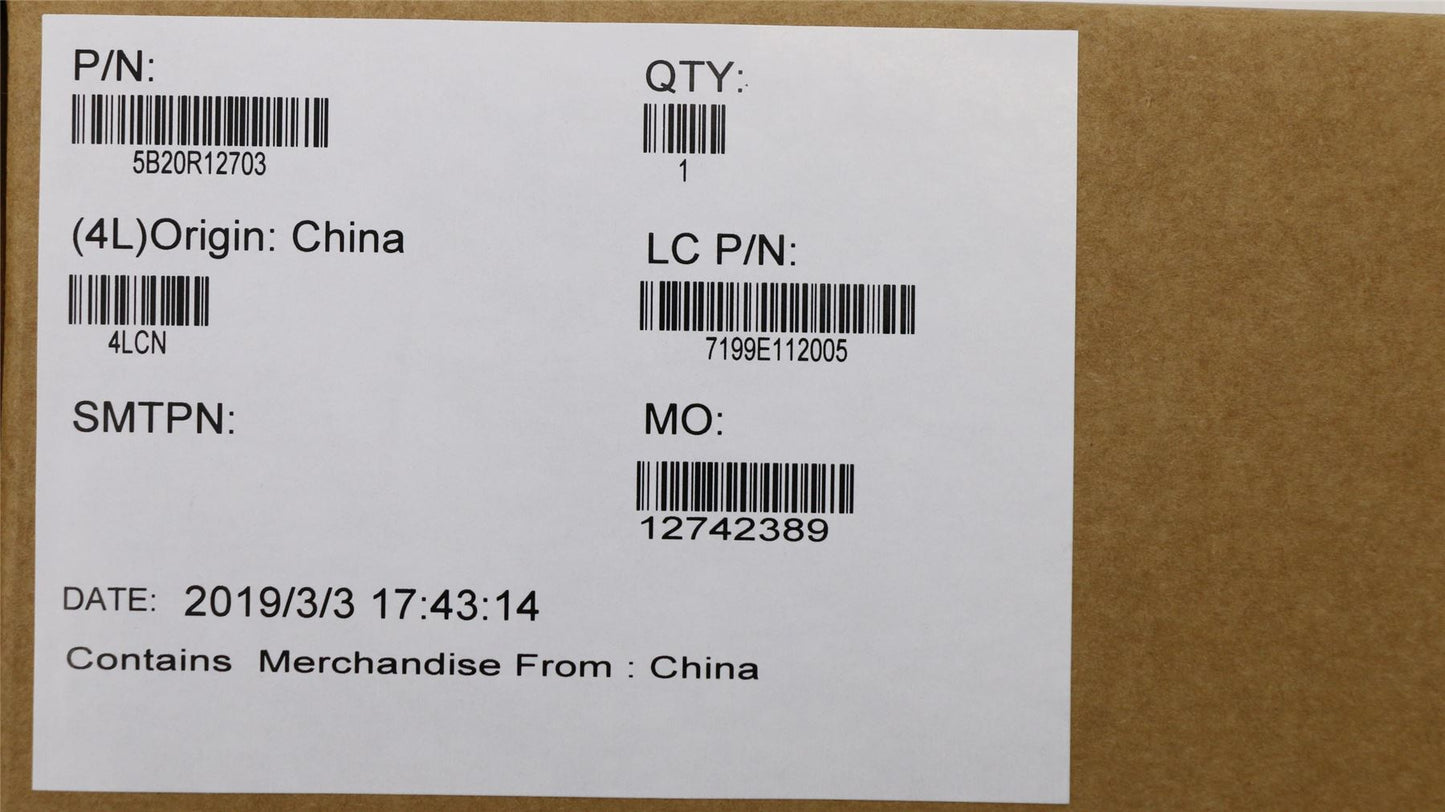 P/N:
5B20R12703
QTY:
1
(4L)Origin: China
4LCN
LC P/N:
7199E112005
SMTPN:
MO:
12742389
DATE: 2019/3/3 17:43:14
Contains Merchandise From : China